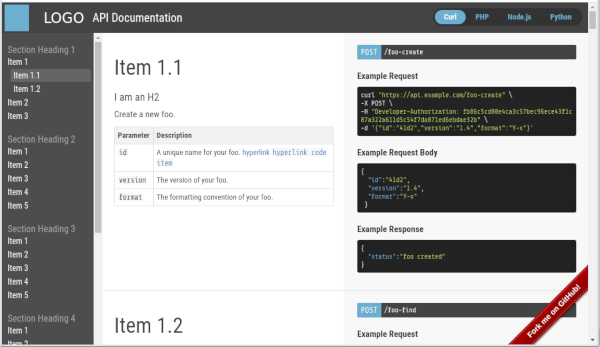 LOGO API Documentation
Curl PHP Node.js Python
Section Heading 1
Item 1
Item 1.1
Item 1.2
Item 2
Item 3
Section Heading 2
Item 1
Item 2
Item 3
Item 4
Item 5
Section Heading 3
Item 1
Item 2
Item 3
Item 4
Item 5
Section Heading 4
Item 1
Item 2
Item 1.1
I am an H2
Create a new foo.
Parameter Description
id A unique name for your foo. hyperlink hyperlink code
item
version The version of your foo.
format The formatting convention of your foo.
Item 1.2
POST /foo-create
Example Request
curl "https://api.example.com/foo-create" \
-X POST \
-H "Developer-Authorization:
-d '{"id":"41d2","version":"1.4","format":"Y-x"}'
Example Request Body
{
"id":"41d2",
"version":"1.4",
"format":"Y-x"
}
Example Response
{
"status":"foo created"
}
POST /foo-find
Example Request
Fork me on GitHub!